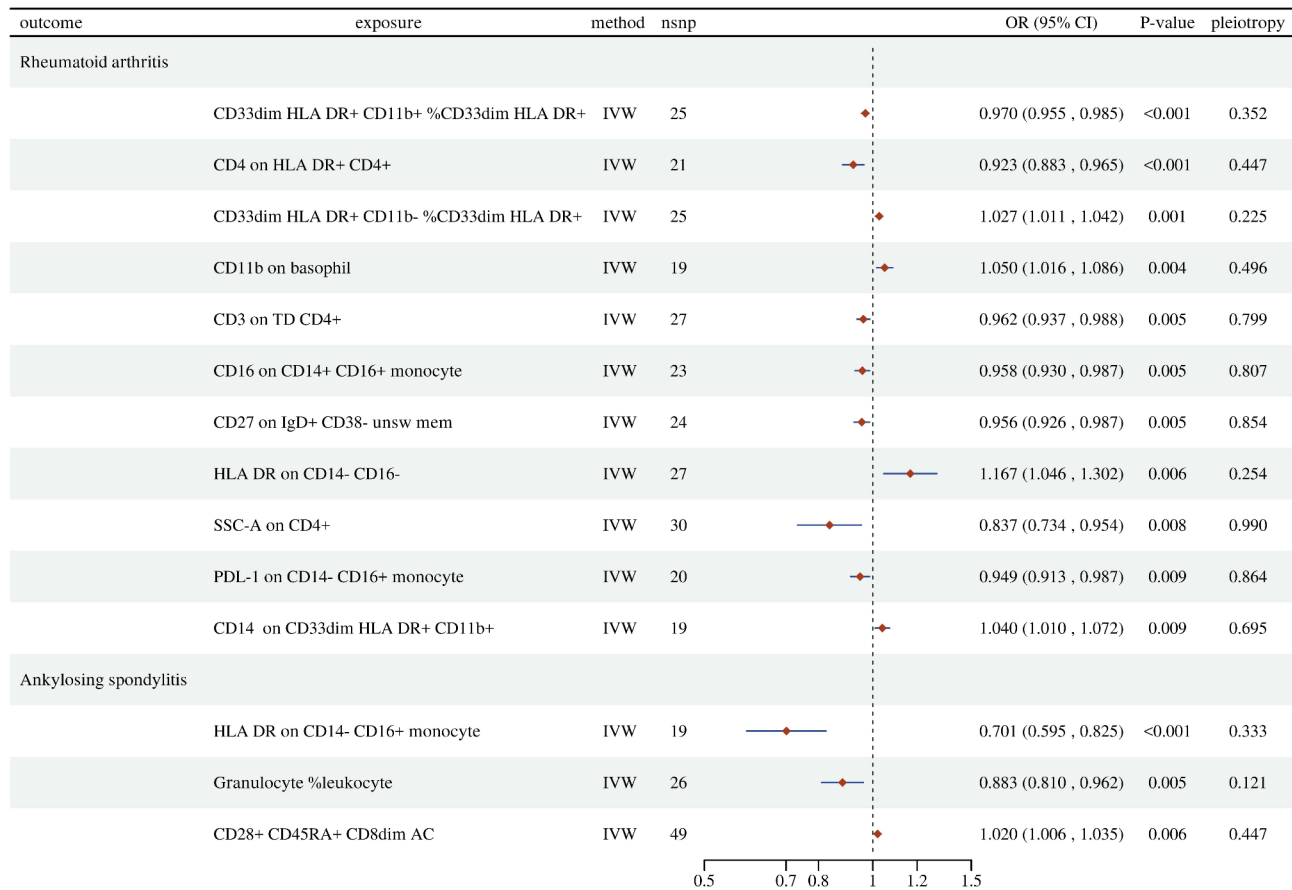 outcome exposure method nsnp OR (95% CI) P-value pleiotropy
Rheumatoid arthritis
CD33dim HLA DR+ CD11b+ %CD33dim HLA DR+ IVW 25 0.970 (0.955 , 0.985) <0.001 0.352
CD4 on HLA DR+ CD4+ IVW 21 0.923 (0.883 , 0.965) <0.001 0.447
CD33dim HLA DR+ CD11b- %CD33dim HLA DR+ IVW 25 1.027 (1.011 , 1.042) 0.001 0.225
CD11b on basophil IVW 19 1.050 (1.016 , 1.086) 0.004 0.496
CD3 on TD CD4+ IVW 27 0.962 (0.937 , 0.988) 0.005 0.799
CD16 on CD14+ CD16+ monocyte IVW 23 0.958 (0.930 , 0.987) 0.005 0.807
CD27 on IgD+ CD38- unsw mem IVW 24 0.956 (0.926 , 0.987) 0.005 0.854
HLA DR on CD14- CD16- IVW 27 1.167 (1.046 , 1.302) 0.006 0.254
SSC-A on CD4+ IVW 30 0.837 (0.734 , 0.954) 0.008 0.990
PDL-1 on CD14- CD16+ monocyte IVW 20 0.949 (0.913 , 0.987) 0.009 0.864
CD14 on CD33dim HLA DR+ CD11b+ IVW 19 1.040 (1.010 , 1.072) 0.009 0.695
Ankylosing spondylitis
HLA DR on CD14- CD16+ monocyte IVW 19 0.701 (0.595 , 0.825) <0.001 0.333
Granulocyte %leukocyte IVW 26 0.883 (0.810 , 0.962) 0.005 0.121
CD28+ CD45RA+ CD8dim AC IVW 49 1.020 (1.006 , 1.035) 0.006 0.447
0.5 0.7 0.8 1 1.2 1.5